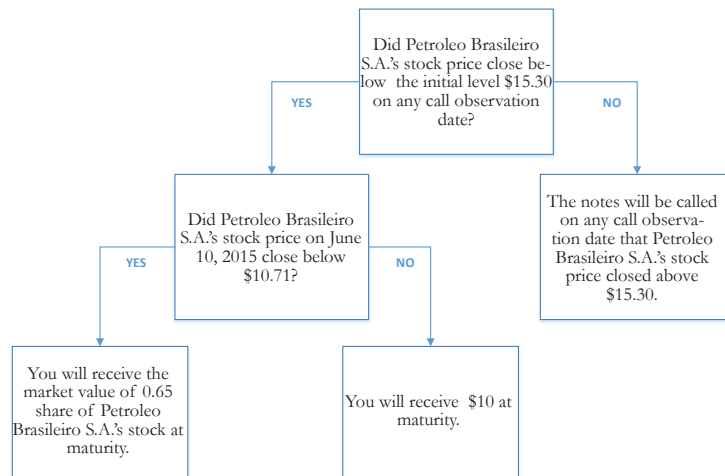 Did Petroleo Brasileiro
S.A.'s stock price close be-
low the initial level $15.30
on any call observation
date?
YES
NO
Did Petroleo Brasileiro
S.A.'s stock price on June
10, 2015 close below
$10.71?
The notes will be called
on any call observa-
tion date that Petroleo
Brasileiro S.A.'s stock
price closed above
$15.30.
YES
NO
You will receive the
market value of 0.65
share of Petroleo
Brasileiro S.A.'s stock at
maturity.
You will receive $10 at
maturity.